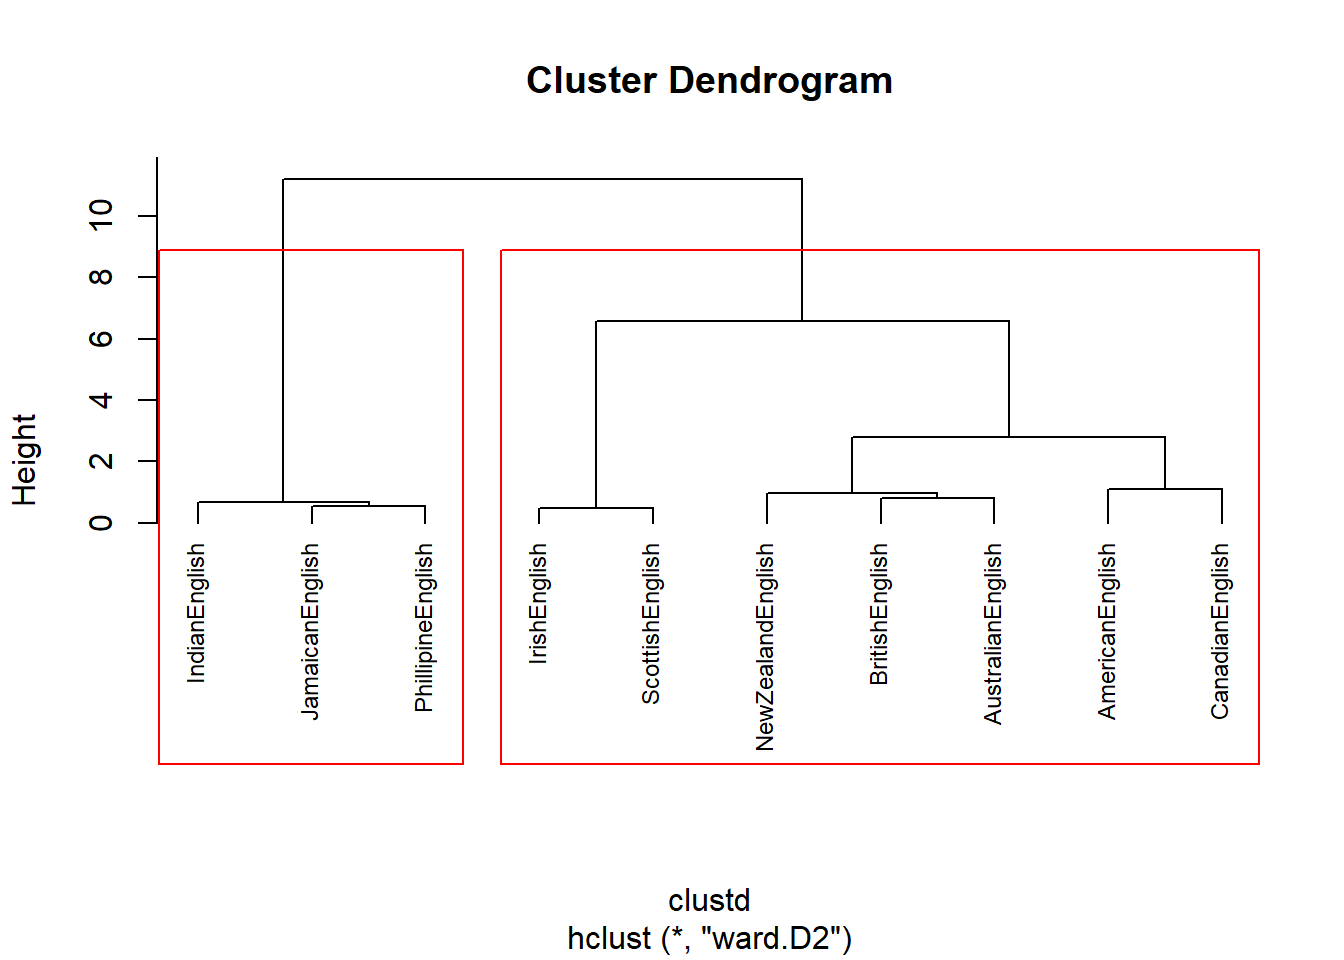 Cluster Dendrogram
Height
10
8
6
4
2
0
IndianEnglish
JamaicanEnglish
PhillipineEnglish
IrishEnglish
ScottishEnglish
NewZealandEnglish
BritishEnglish
AustralianEnglish
AmericanEnglish
CanadianEnglish
clustd
hclust (*, "ward.D2")